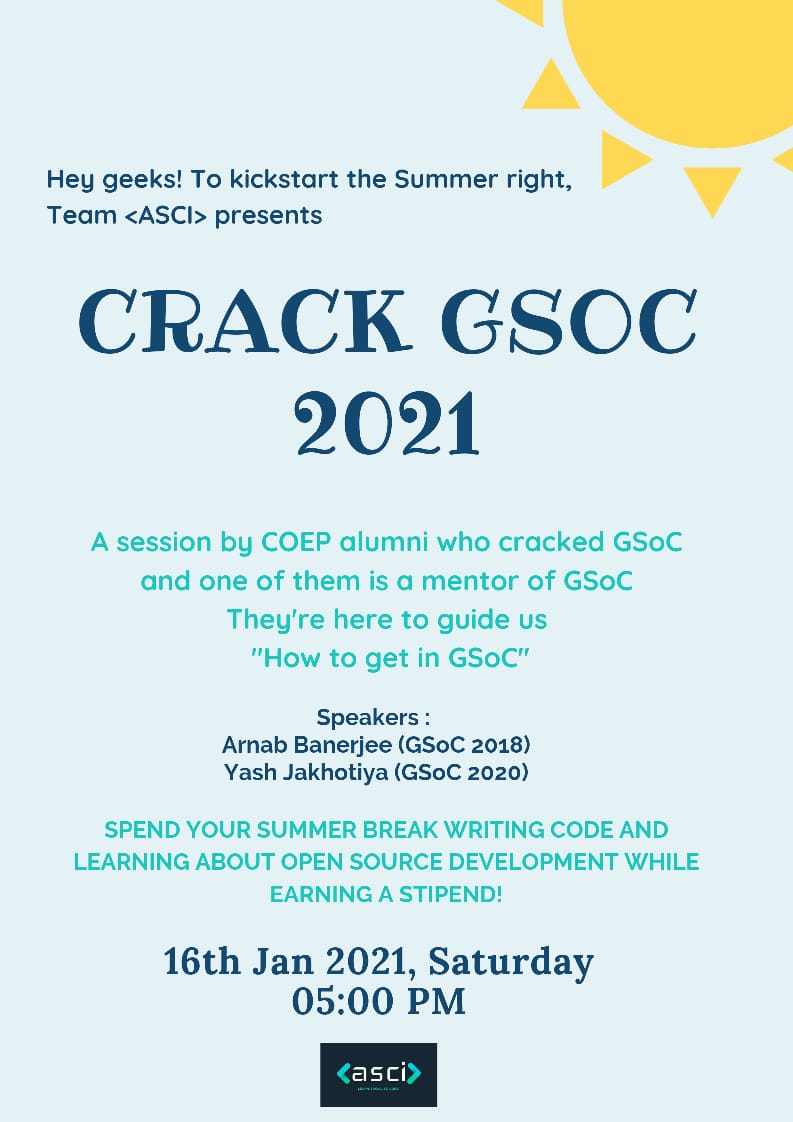 Hey geeks! To kickstart the Summer right,
Team <ASCI> presents
CRACK GSOC
2021
A session by COEP alumni who cracked GSoC
and one of them is a mentor of GSoC
They're here to guide us
"How to get in GSoC"
Speakers :
Arnab Banerjee (GSoC 2018)
Yash Jakhotiya (GSoC 2020)
SPEND YOUR SUMMER BREAK WRITING CODE AND
LEARNING ABOUT OPEN SOURCE DEVELOPMENT WHILE
EARNING A STIPEND!
16th Jan 2021, Saturday
05:00 PM
<asci>